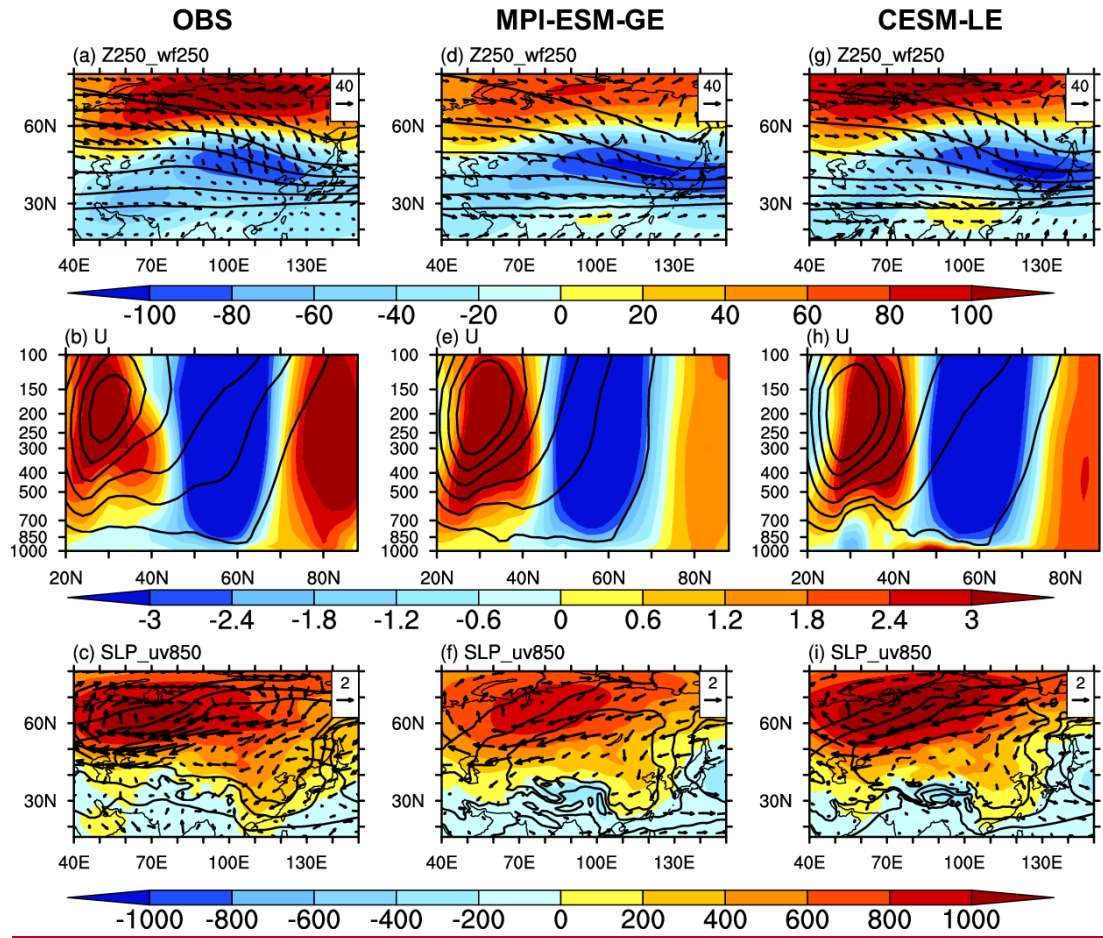 OBS MPI-ESM-GE CESM-LE
(a) Z250_wf250 (d) Z250_wf250 (g) Z250_wf250
40 40 40
60N 60N 60N
30N 30N 30N
40E 70E 100E 130E 40E 70E 100E 130E 40E 70E 100E 130E
-100 -80 -60 -40 -20 0 20 40 60 80 100
(b) U (e) U (h) U
100 100 100
150 150 150
200 200 200
250 250 250
300 300 300
400 400 400
500 500 500
700 700 700
850 850 850
1000 1000 1000
20N 40N 60N 80N 20N 40N 60N 80N 20N 40N 60N 80N
-3 -2.4 -1.8 -1.2 -0.6 0 0.6 1.2 1.8 2.4 3
(c) SLP_uv850 (f) SLP_uv850 (i) SLP_uv850
2 2 2
60N 60N 60N
30N 30N 30N
40E 70E 100E 130E 40E 70E 100E 130E 40E 70E 100E 130E
-1000 -800 -600 -400 -200 0 200 400 600 800 1000